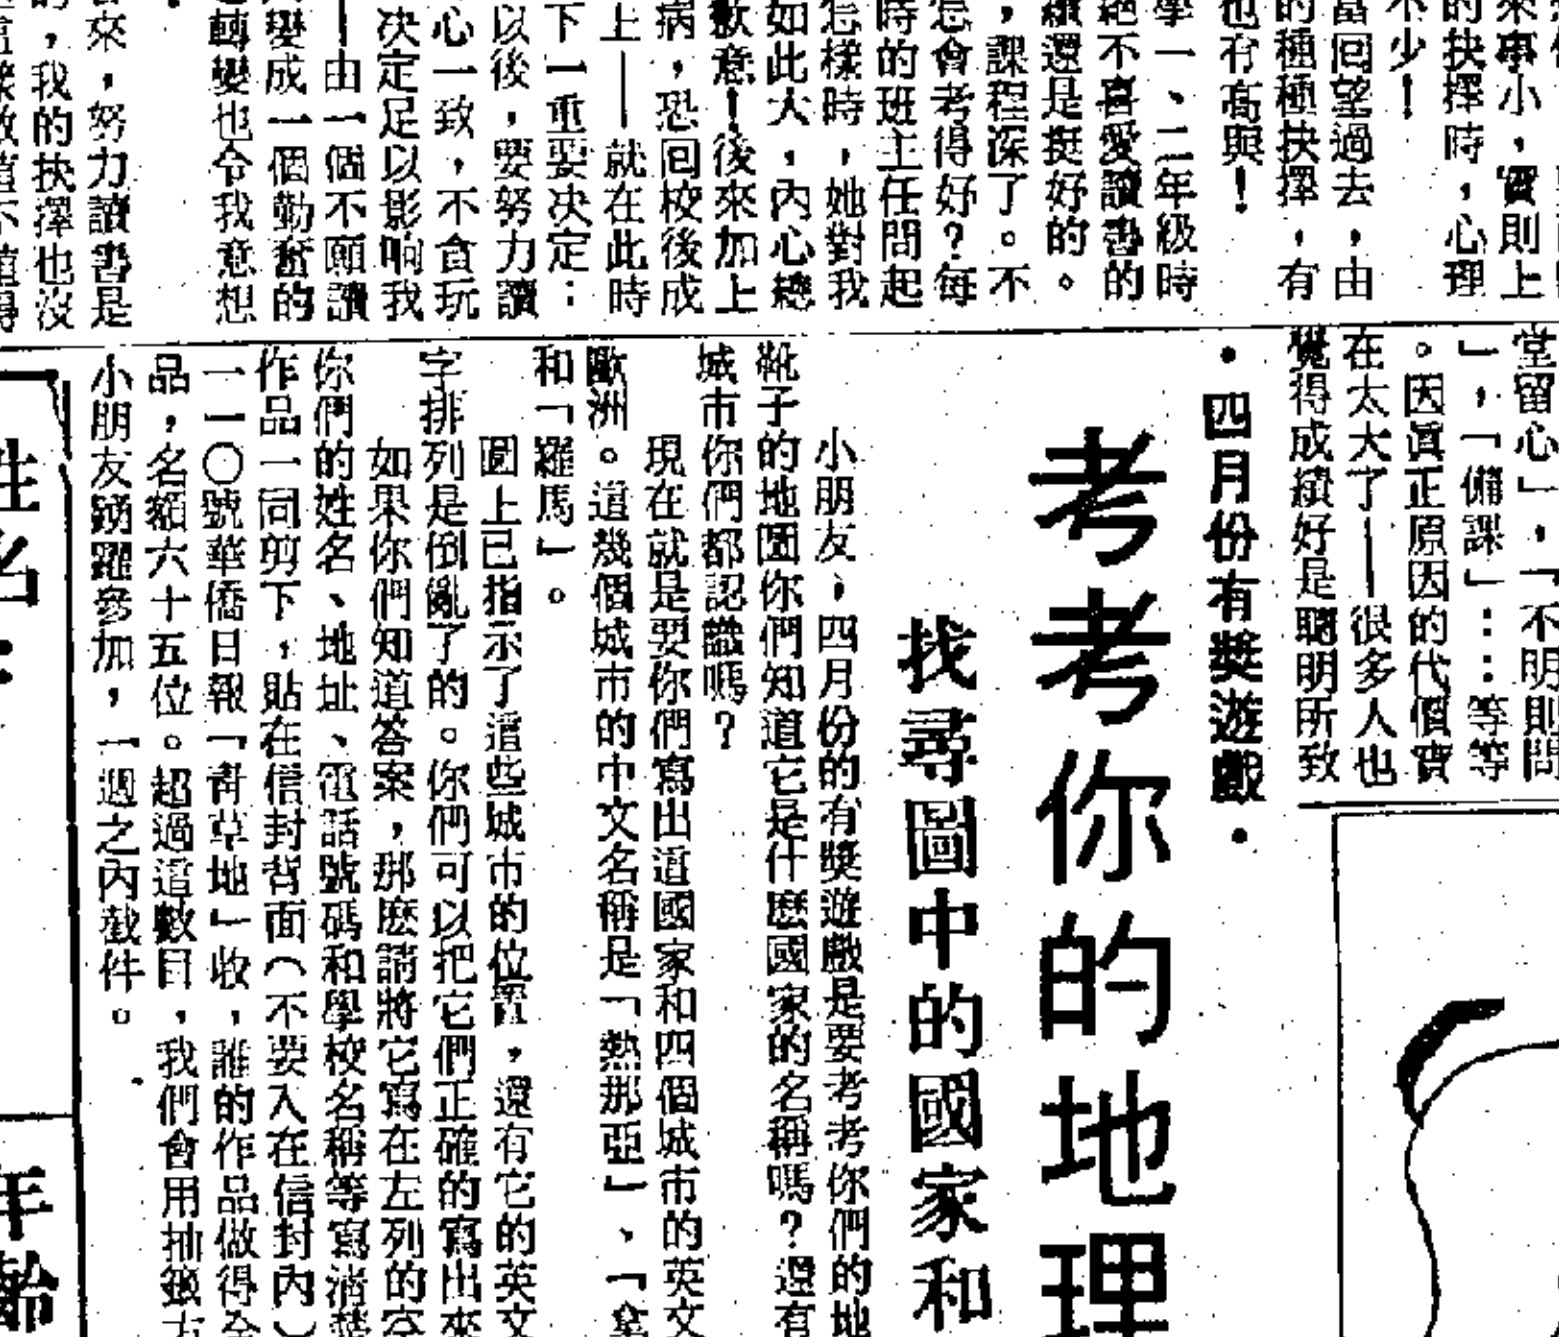 來事小，實則上
的抉擇時，心理
不少！
當回望過去，由
的種種抉擇，有
也有高興！
學一、二年級時
絕不喜愛讀書的
績還是挺好的。
，課程深了。不
怎會考得好？每
時的班主任問起
怎樣時，她對我
如此大，內心總
歉意！後來加上
病，恐回校後成
上——就在此時
下一重要決定：
以後，要努力讀
心一致，不貪玩
決定足以影响我
—由一個不願讀
變成一個勤奮的
轉變也令我意想
來，努力讀書是
，我的抉擇也沒
堂留心」，「不明則問
」，「備課」……等等
。因眞正原因的代價實
在太大了——很多人也
覺得成績好是聰明所致
•四月份有獎遊戲•
考考你的地理
找尋圖中的國家和
小朋友，四月份的有獎遊戲是要考考你們的地
靴子的地圖你們知道它是什麽國家的名稱嗎？還有
城市你們都認識嗎？
現在就是要你們寫出這國家和四個城市的英文
歐洲。這幾個城市的中文名稱是「熱那亞」、「拿
和「羅馬」。
圖上已指示了這些城市的位置，還有它的英文
字排列是倒亂了的。你們可以把它們正確的寫出來
如果你們知道答案，那麽請將它寫在左列的空
你們的姓名、地址、電話號碼和學校名稱等寫清楚
作品一同剪下，貼在信封背面（不要入在信封內）
一一〇號華僑日報「青草地」收，誰的作品做得全
品，名額六十五位。超過這數目，我們會用抽籤方
小朋友踴躍參加，一週之內截件。
姓名：
年齡